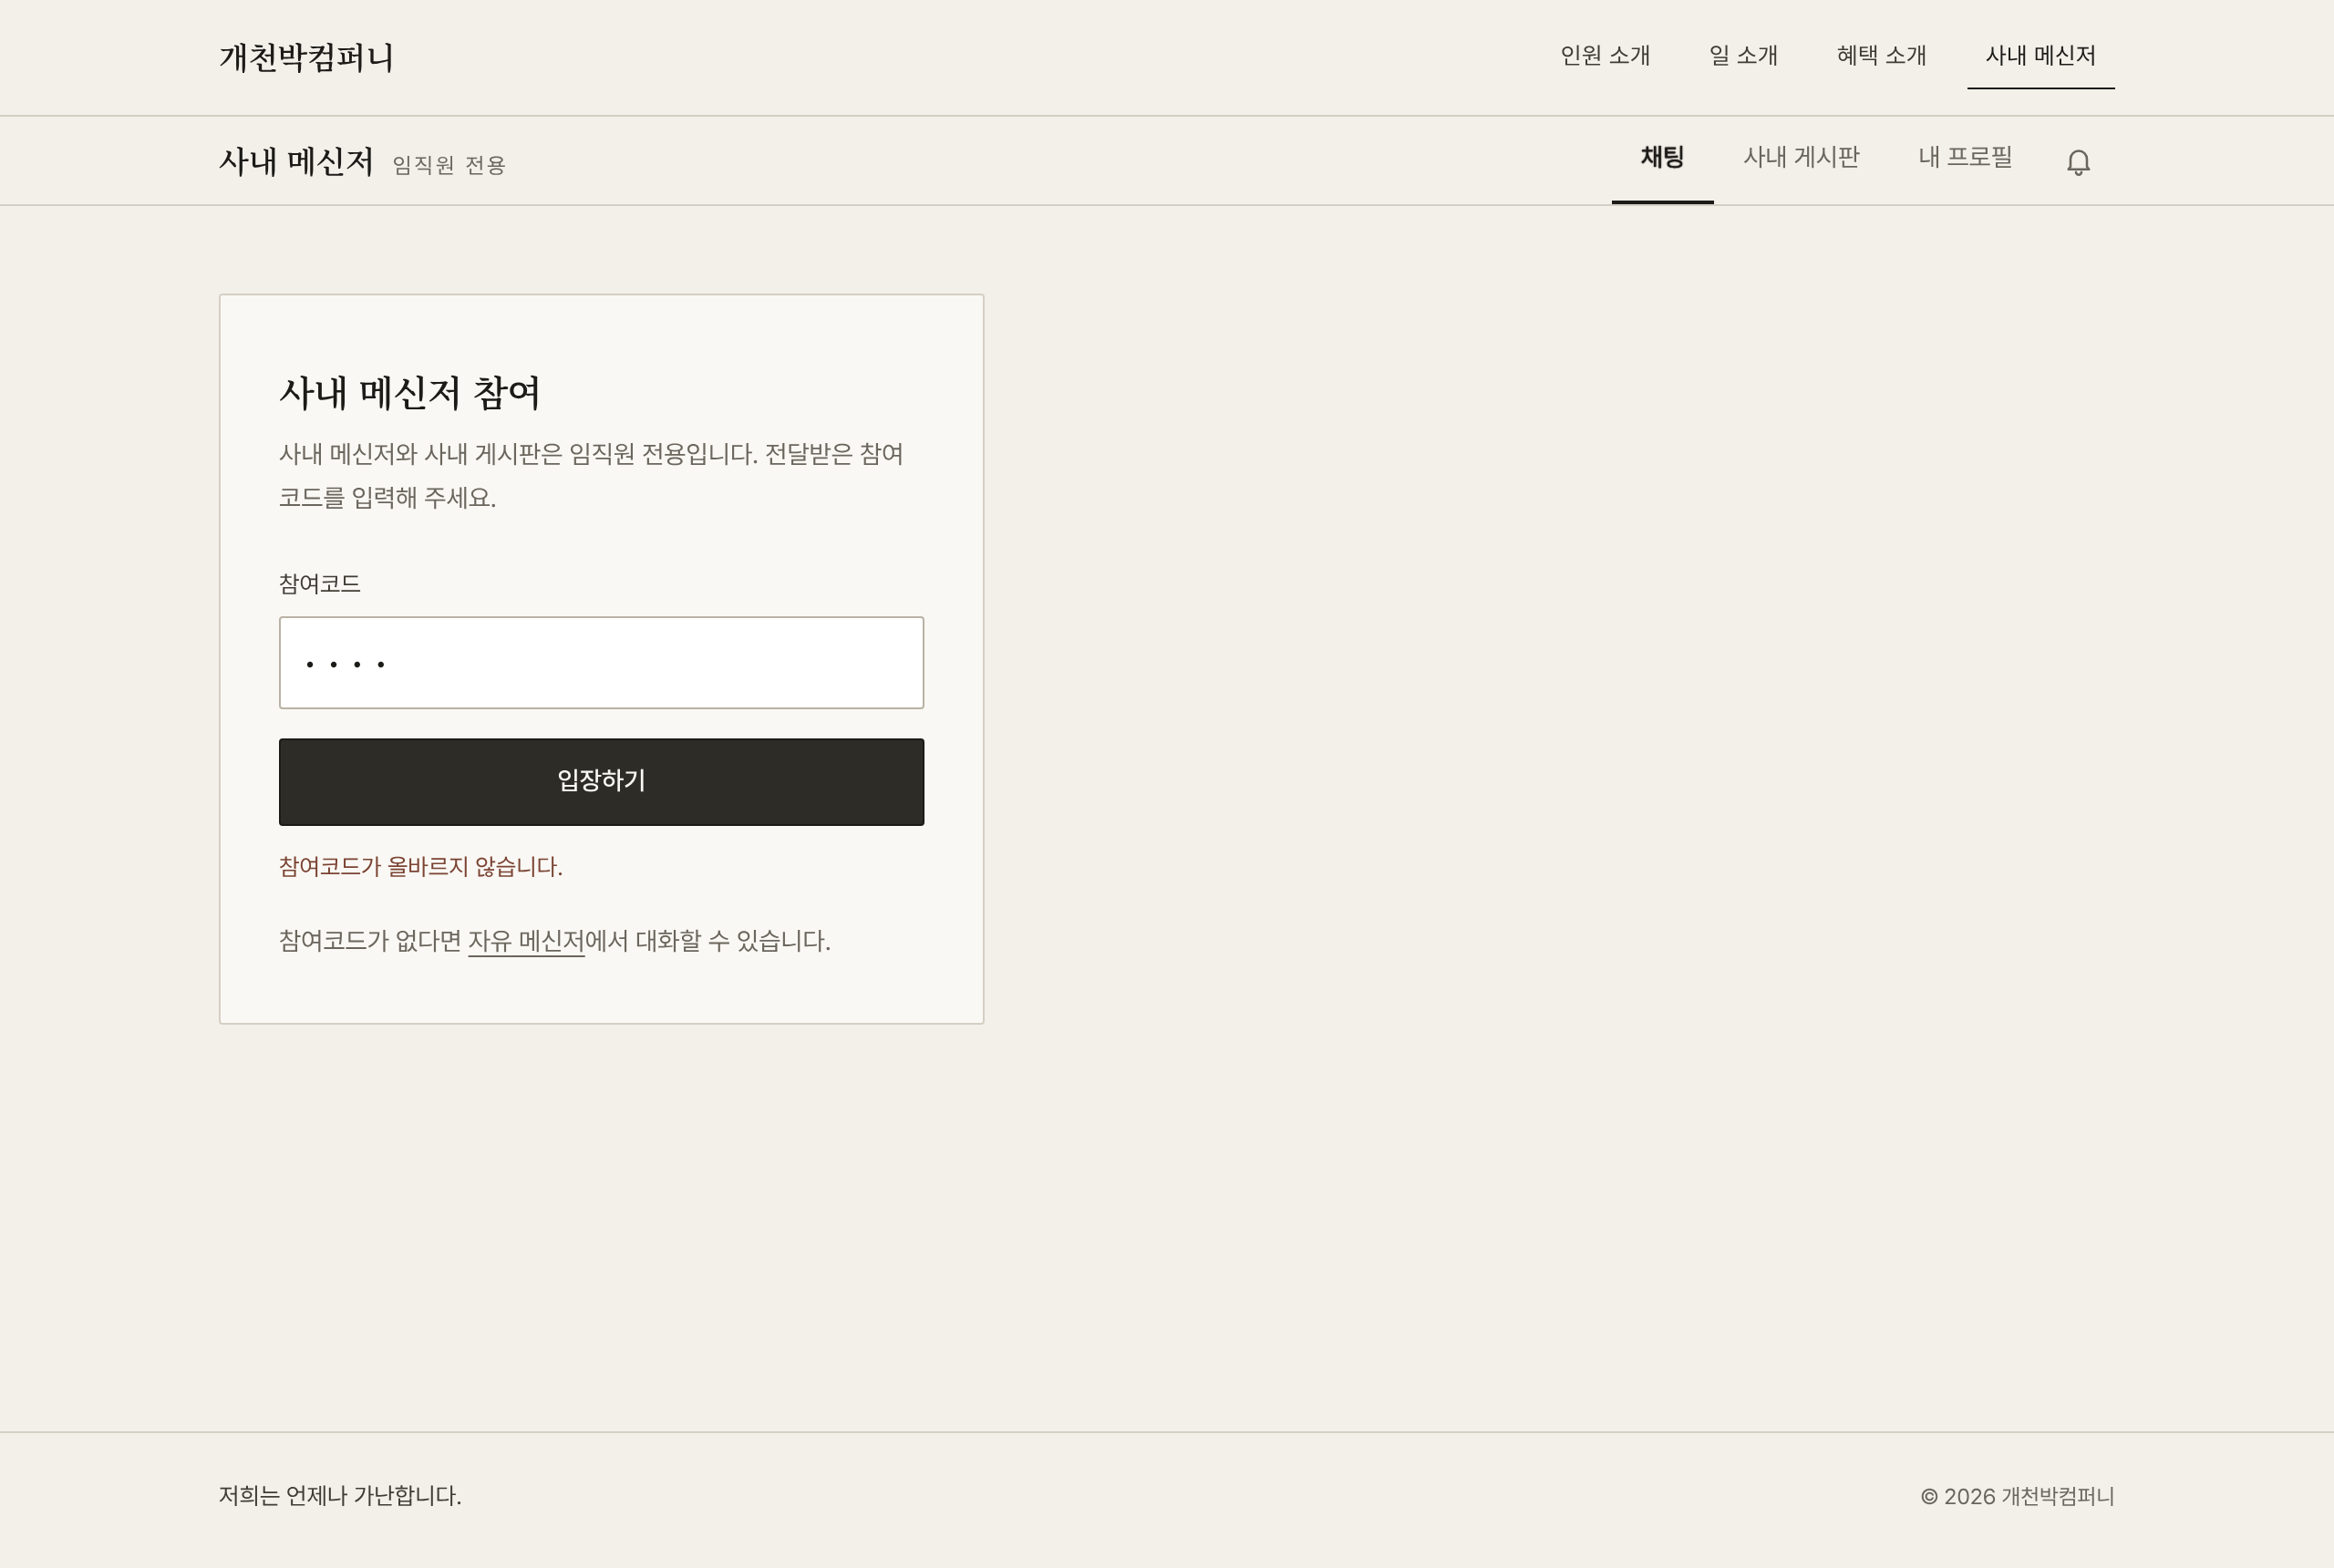 개천박컴퍼니
인원 소개 일 소개 혜택 소개 사내 메신저
사내 메신저 임직원 전용
채팅 사내 게시판 내 프로필
사내 메신저 참여
사내 메신저와 사내 게시판은 임직원 전용입니다. 전달받은 참여
코드를 입력해 주세요.
참여코드
••••
입장하기
참여코드가 올바르지 않습니다.
참여코드가 없다면 자유 메신저에서 대화할 수 있습니다.
저희는 언제나 가난합니다.
© 2026 개천박컴퍼니